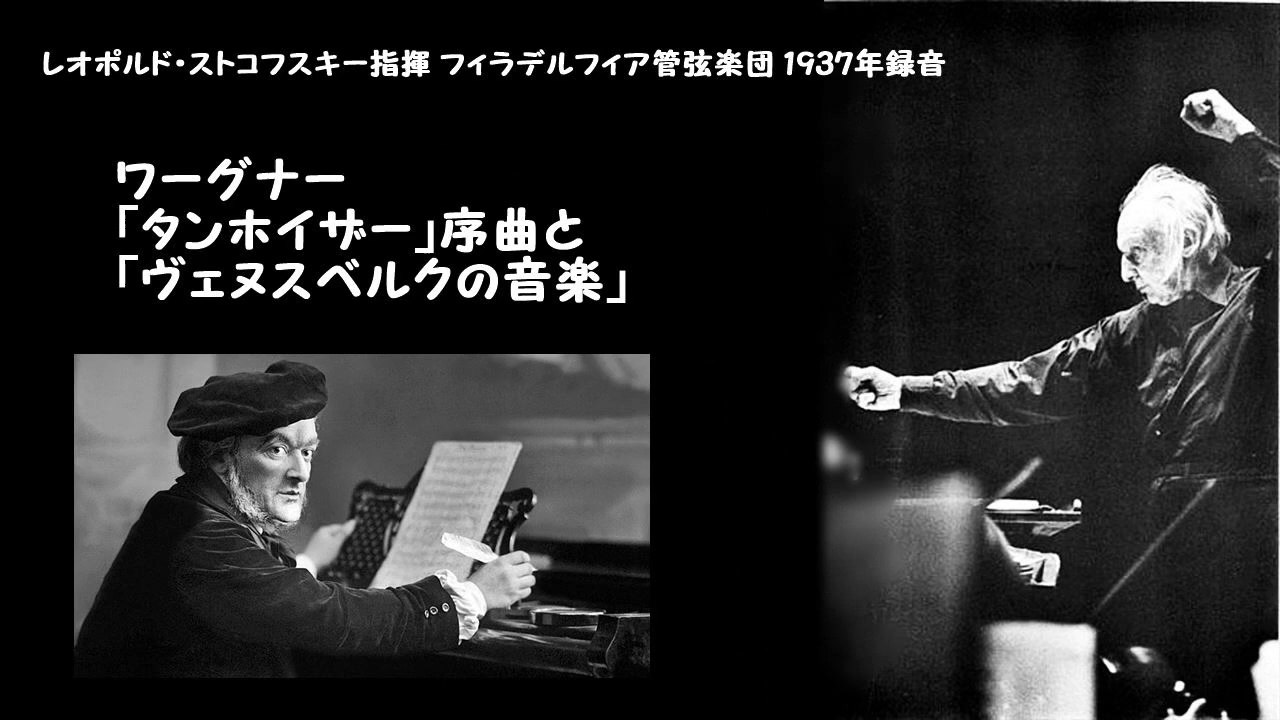 レオポルド・ストコフスキー指揮 フィラデルフィア管弦楽団 1937年録音
ワーグナー
「タンホイザー」序曲と
「ヴェヌスベルクの音楽」